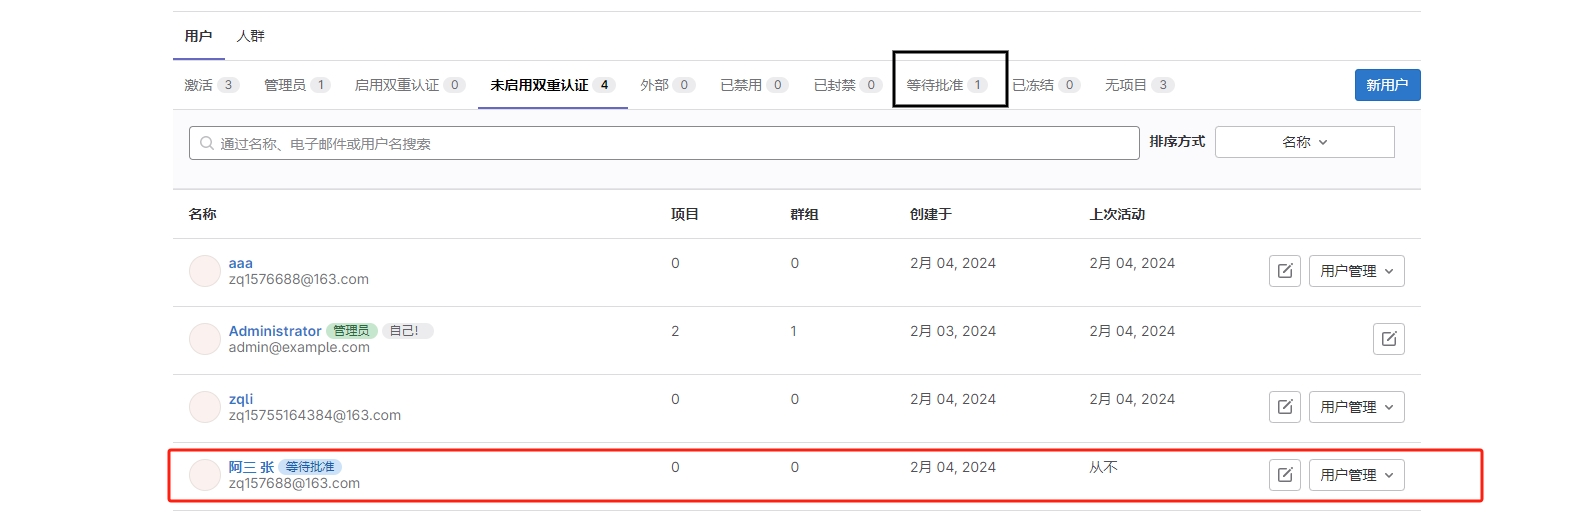 用户 人群
激活 3 管理员 1 启用双重认证 0 未启用双重认证 4 外部 0 已禁用 0 已封禁 0 等待批准 1 已冻结 0 无项目 3 新用户
通过名称、电子邮件或用户名搜索 排序方式 名称
名称 项目 群组 创建于 上次活动
aaa 0 0 2月 04, 2024 2月 04, 2024 用户管理
zq1576688@163.com
Administrator 管理员 自己! 2 1 2月 03, 2024 2月 04, 2024
admin@example.com
zqli 0 0 2月 04, 2024 2月 04, 2024 用户管理
zq15755164384@163.com
阿三 张 等待批准 0 0 2月 04, 2024 从不 用户管理
zq157688@163.com